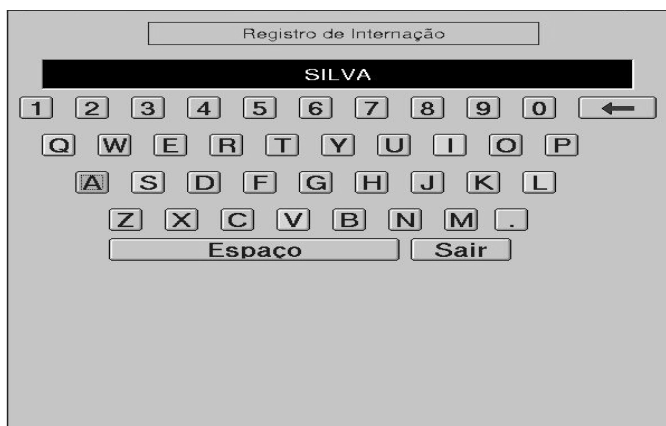 Registro de Internação
SILVA
1 2 3 4 5 6 7 8 9 0 ←
Q W E R T Y U I O P
A S D F G H J K L
Z X C V B N M .
Espaço Sair